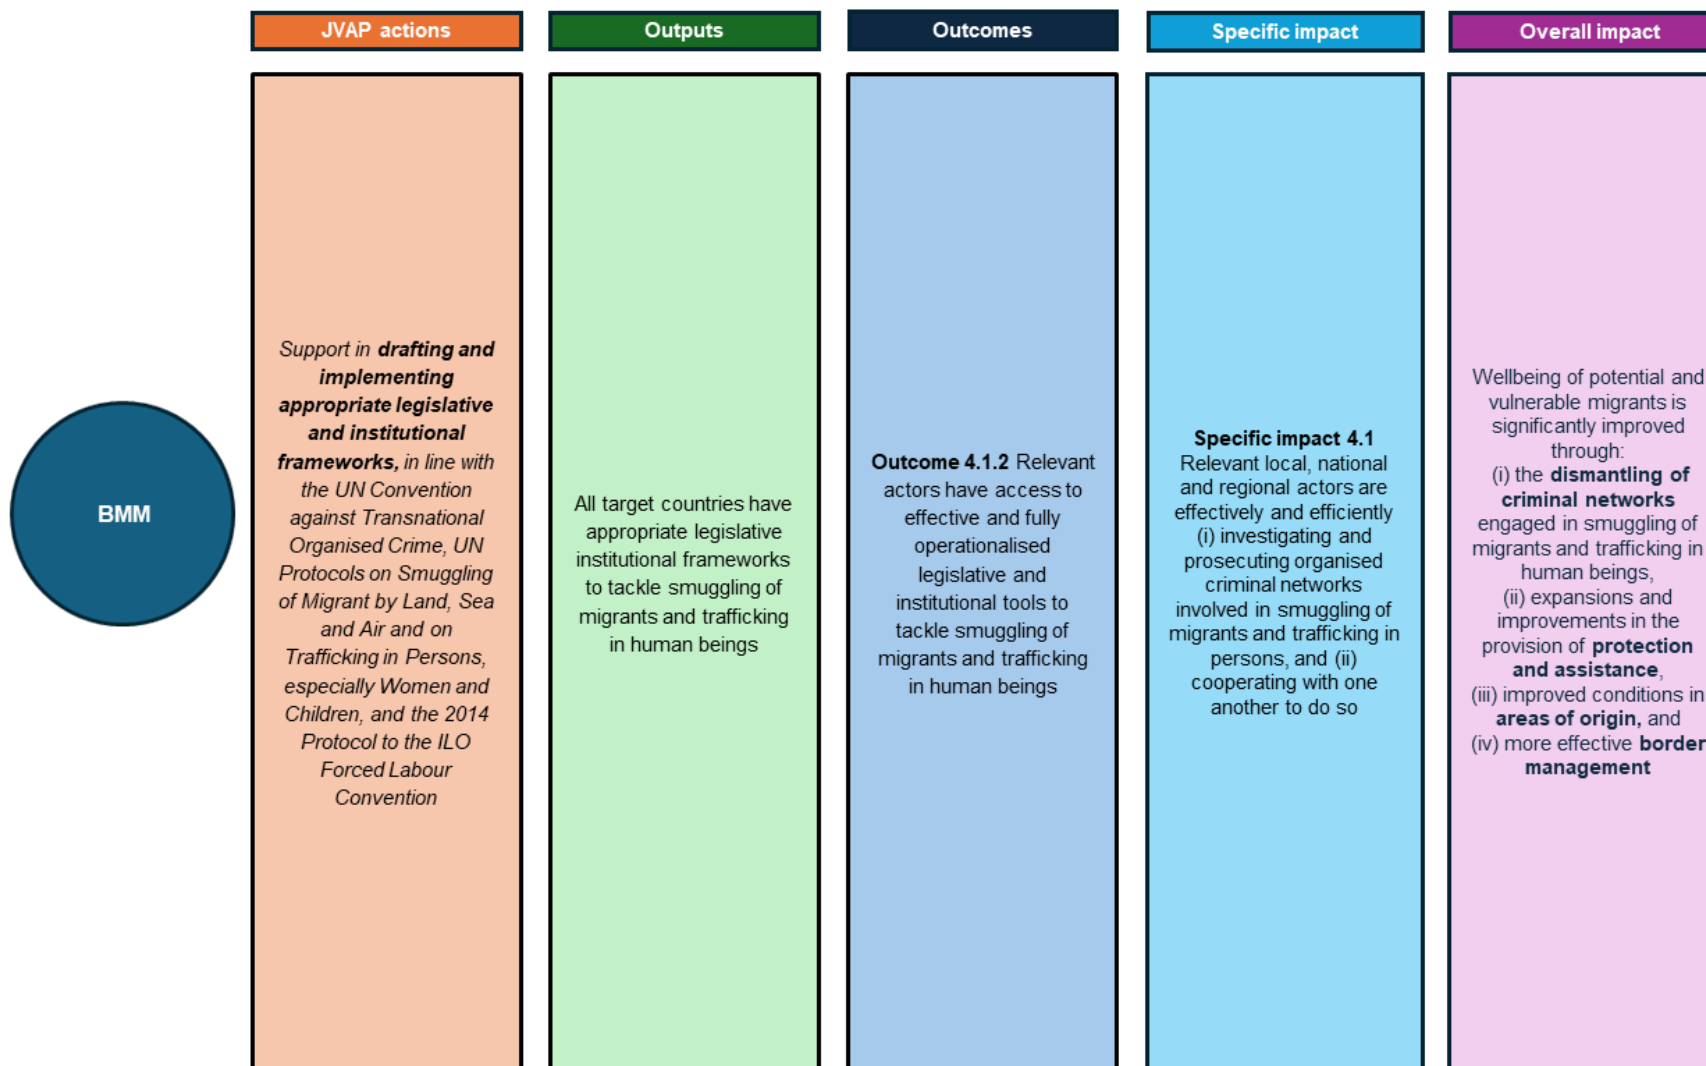 JVAP actions
Outputs
Outcomes
Specific impact
Overall impact
BMM
Support in drafting and
implementing
appropriate legislative
and institutional
frameworks, in line with
the UN Convention
against Transnational
Organised Crime, UN
Protocols on Smuggling
of Migrant by Land, Sea
and Air and on
Trafficking in Persons,
especially Women and
Children, and the 2014
Protocol to the ILO
Forced Labour
Convention
All target countries have
appropriate legislative
institutional frameworks
to tackle smuggling of
migrants and trafficking
in human beings
Outcome 4.1.2 Relevant
actors have access to
effective and fully
operationalised
legislative and
institutional tools to
tackle smuggling of
migrants and trafficking
in human beings
Specific impact 4.1
Relevant local, national
and regional actors are
effectively and efficiently
(i) investigating and
prosecuting organised
criminal networks
involved in smuggling of
migrants and trafficking in
persons, and (ii)
cooperating with one
another to do so
Wellbeing of potential and
vulnerable migrants is
significantly improved
through:
(i) the dismantling of
criminal networks
engaged in smuggling of
migrants and trafficking in
human beings,
(ii) expansions and
improvements in the
provision of protection
and assistance,
(iii) improved conditions in
areas of origin, and
(iv) more effective border
management